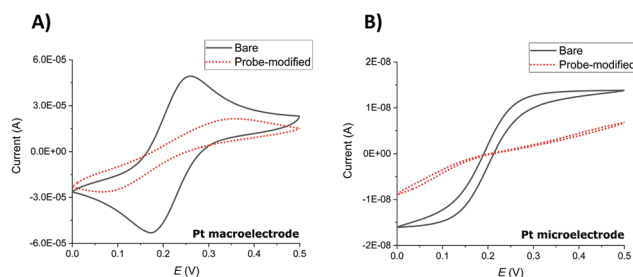 A)
Bare
Probe-modified
6.0E-05
3.0E-05
0.0E+00
-3.0E-05
-6.0E-05
Current (A)
0.0
0.1
0.2
0.3
0.4
0.5
E (V)
Pt macroelectrode
B)
Bare
Probe-modified
2E-08
1E-08
0E+00
-1E-08
-2E-08
Current (A)
0.0
0.1
0.2
0.3
0.4
0.5
E (V)
Pt microelectrode